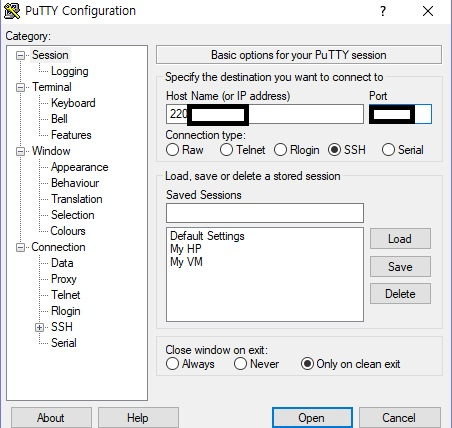 PuTTY Configuration
Category:
Session
Logging
Terminal
Keyboard
Bell
Features
Window
Appearance
Behaviour
Translation
Selection
Colours
Connection
Data
Proxy
Telnet
Rlogin
SSH
Serial
Basic options for your PuTTY session
Specify the destination you want to connect to
Host Name (or IP address) Port
220
Connection type:
Raw Telnet Rlogin SSH Serial
Load, save or delete a stored session
Saved Sessions
Default Settings
My HP
My VM
Load
Save
Delete
Close window on exit:
Always Never Only on clean exit
About Help Open Cancel